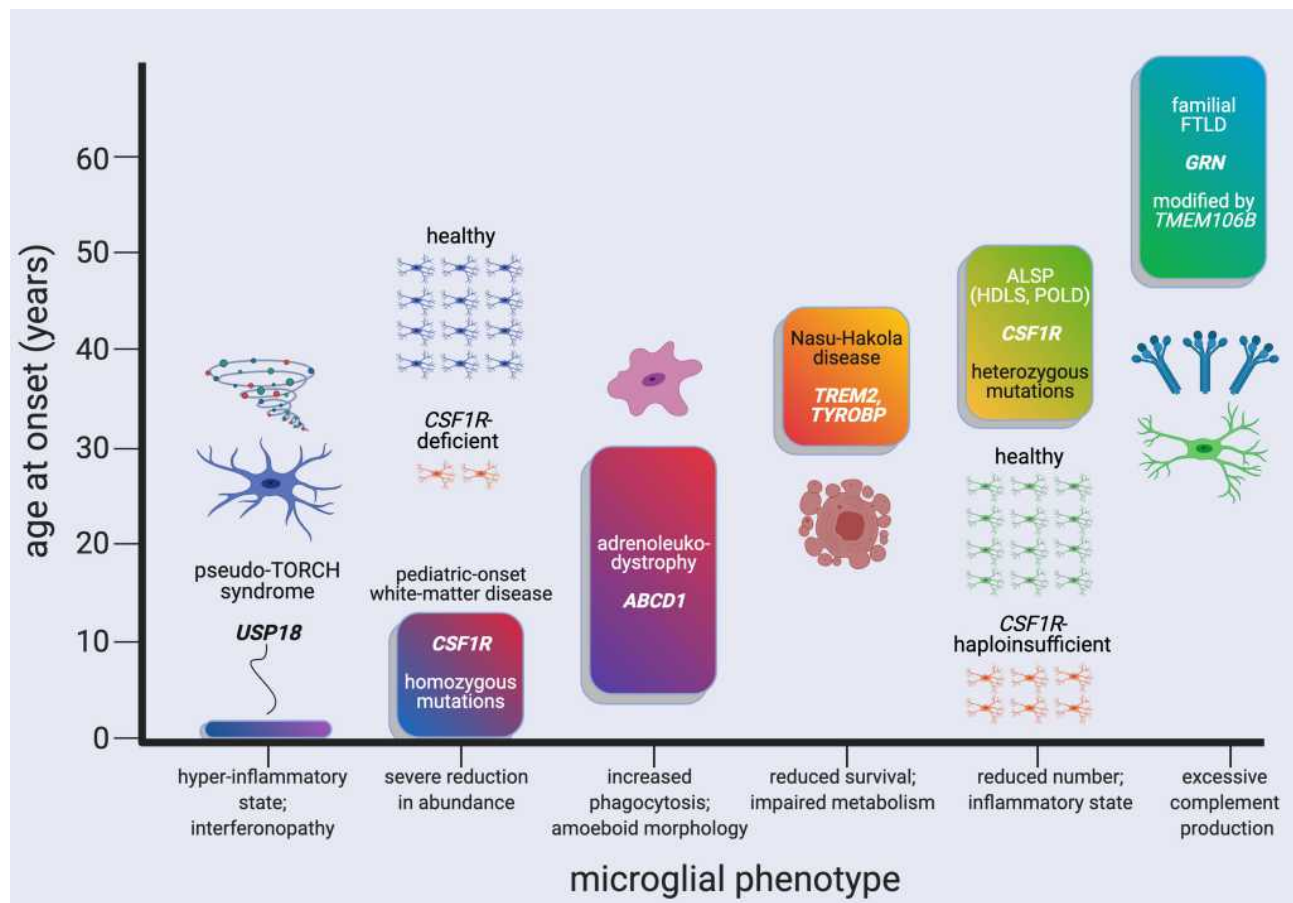 age at onset (years)
60
50
40
30
20
10
0
pseudo-TORCH
syndrome
USP18
healthy
CSF1R-
deficient
pediatric-onset
white-matter disease
CSF1R
homozygous
mutations
adrenoleuko-
dystrophy
ABCD1
Nasu-Hakola
disease
TREM2,
TYROBP
ALSP
(HDLS, POLD)
CSF1R
heterozygous
mutations
healthy
CSF1R-
haploinsufficient
familial
FTLD
GRN
modified by
TMEM106B
hyper-inflammatory
state;
interferonopathy
severe reduction
in abundance
increased
phagocytosis;
amoeboid morphology
reduced survival;
impaired metabolism
reduced number;
inflammatory state
excessive
complement
production
microglial phenotype